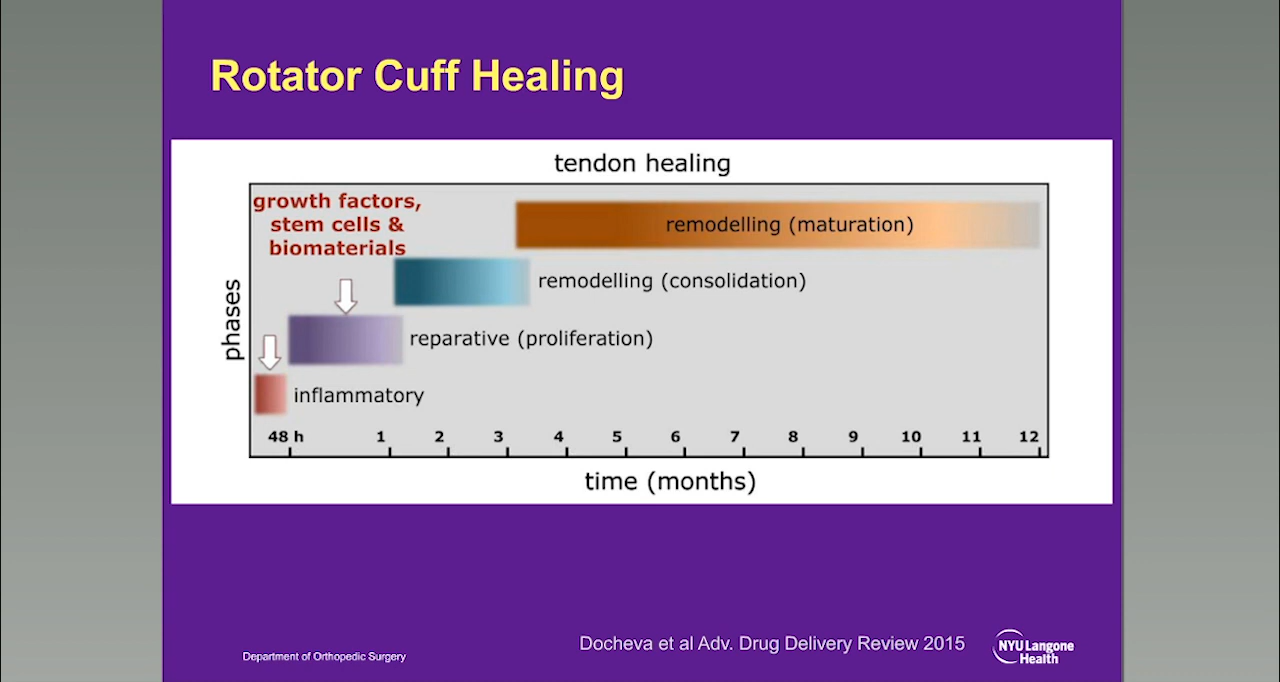 Rotator Cuff Healing
tendon healing
growth factors,
stem cells &
biomaterials
remodelling (maturation)
remodelling (consolidation)
reparative (proliferation)
inflammatory
phases
48 h 1 2 3 4 5 6 7 8 9 10 11 12
time (months)
Docheva et al Adv. Drug Delivery Review 2015
Department of Orthopedic Surgery
NYU Langone
Health